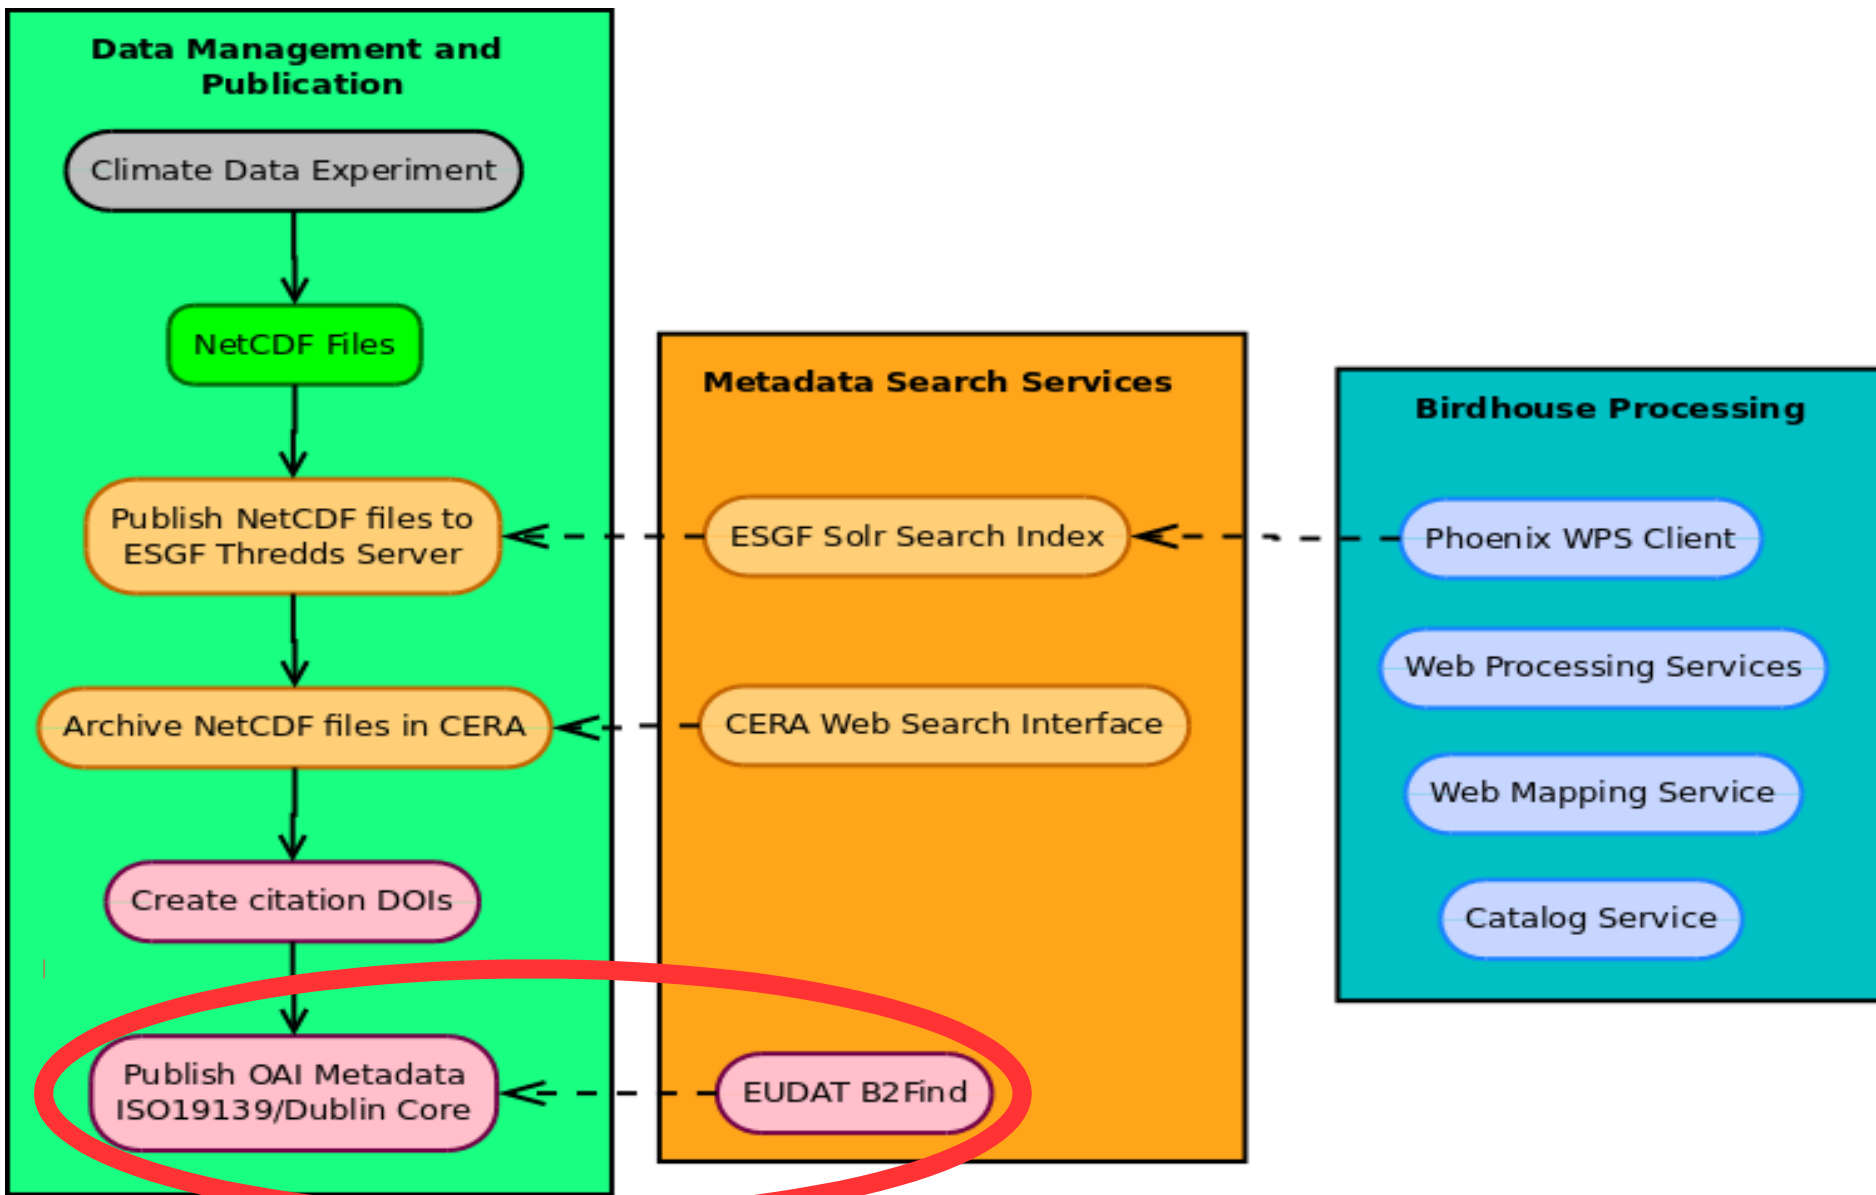 Data Management and
Publication
Climate Data Experiment
NetCDF Files
Publish NetCDF files to
ESGF Thredds Server
Archive NetCDF files in CERA
Create citation DOIs
Publish OAI Metadata
ISO19139/Dublin Core
Metadata Search Services
ESGF Solr Search Index
CERA Web Search Interface
EUDAT B2Find
Birdhouse Processing
Phoenix WPS Client
Web Processing Services
Web Mapping Service
Catalog Service